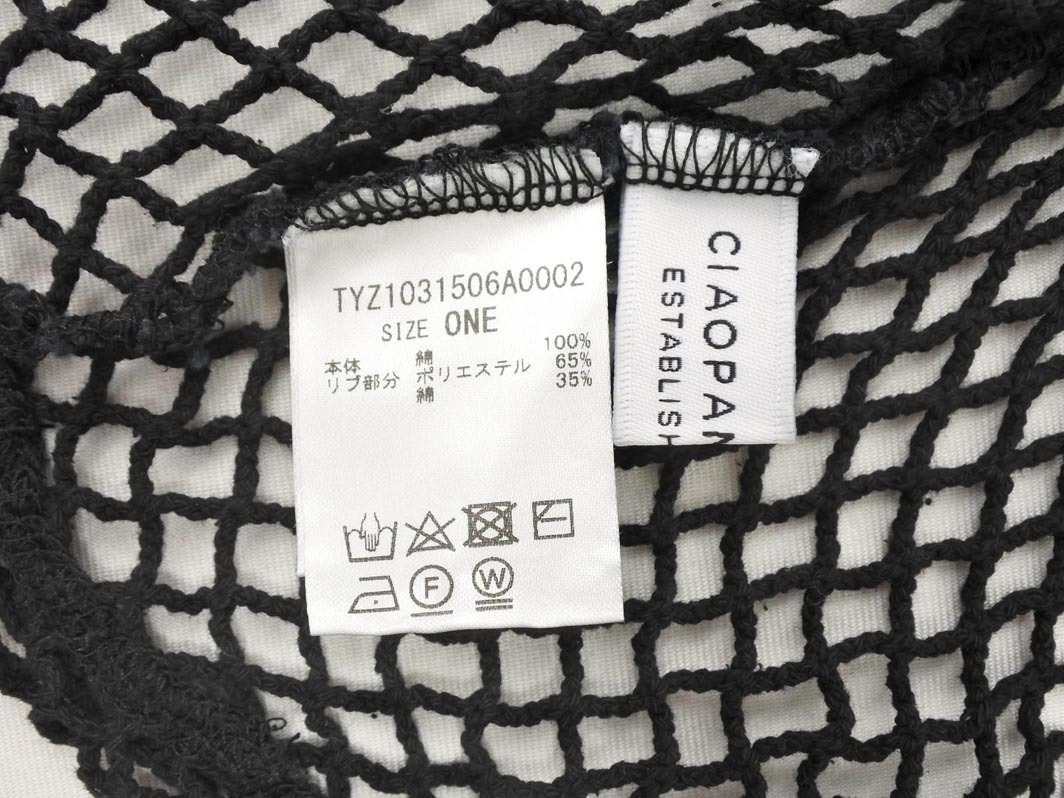 TYZ1031506A0002
SIZE ONE
本体 綿 100%
リブ部分 ポリエステル 65%
綿 35%
F
W
CIAOPAN
ESTABLISH